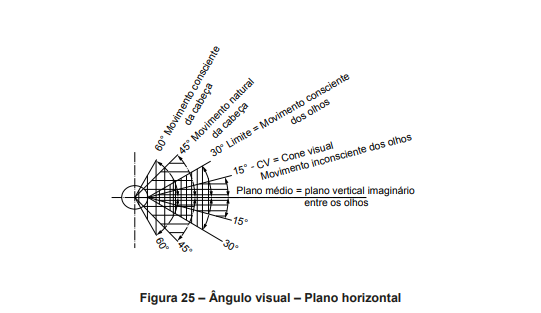 60° Movimento consciente
da cabeça
45° Movimento natural
da cabeça
30° Limite = Movimento consciente
dos olhos
15° - CV = Cone visual
Movimento inconsciente dos olhos
Plano médio = plano vertical imaginário
entre os olhos
15°
30°
45°
60°
Figura 25 – Ângulo visual – Plano horizontal